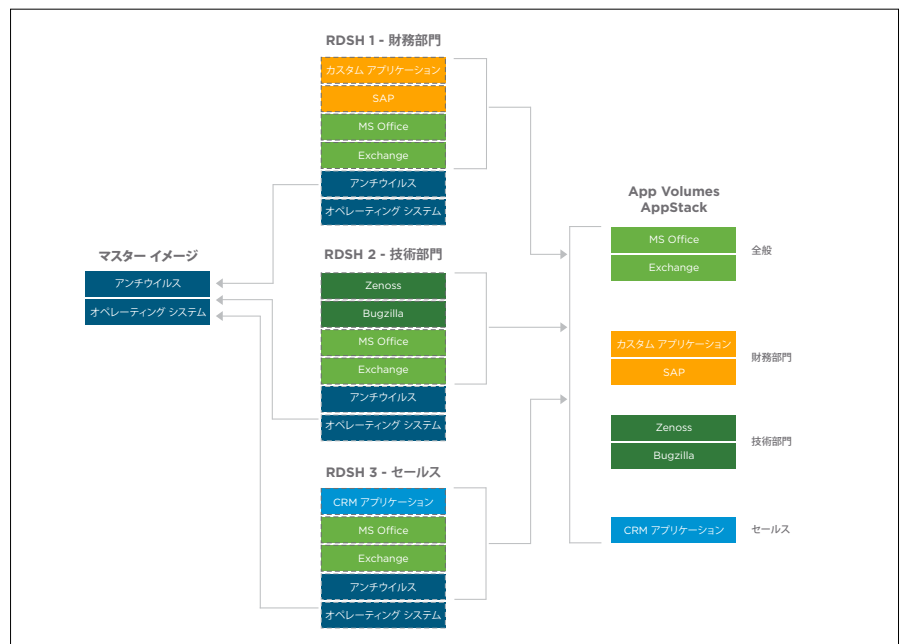 RDSH 1 - 財務部門
カスタム アプリケーション
SAP
MS Office
Exchange
アンチウイルス
オペレーティング システム
マスター イメージ
アンチウイルス
オペレーティング システム
RDSH 2 - 技術部門
Zenoss
Bugzilla
MS Office
Exchange
アンチウイルス
オペレーティング システム
RDSH 3 - セールス
CRM アプリケーション
MS Office
Exchange
アンチウイルス
オペレーティング システム
App Volumes
AppStack
MS Office
Exchange
全般
カスタム アプリケーション
SAP
財務部門
Zenoss
Bugzilla
技術部門
CRM アプリケーション
セールス